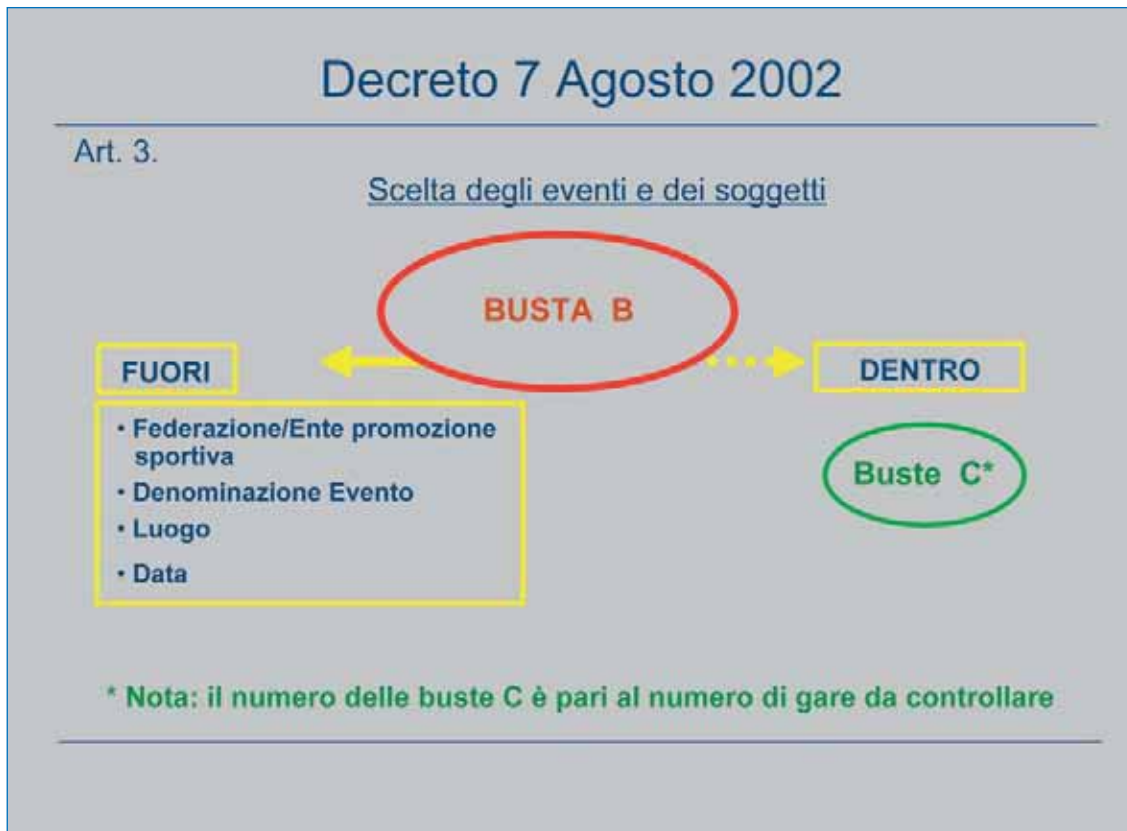 Decreto 7 Agosto 2002
Art. 3.
Scelta degli eventi e dei soggetti
BUSTA B
FUORI
DENTRO
• Federazione/Ente promozione
sportiva
• Denominazione Evento
• Luogo
• Data
Buste C*
* Nota: il numero delle buste C è pari al numero di gare da controllare